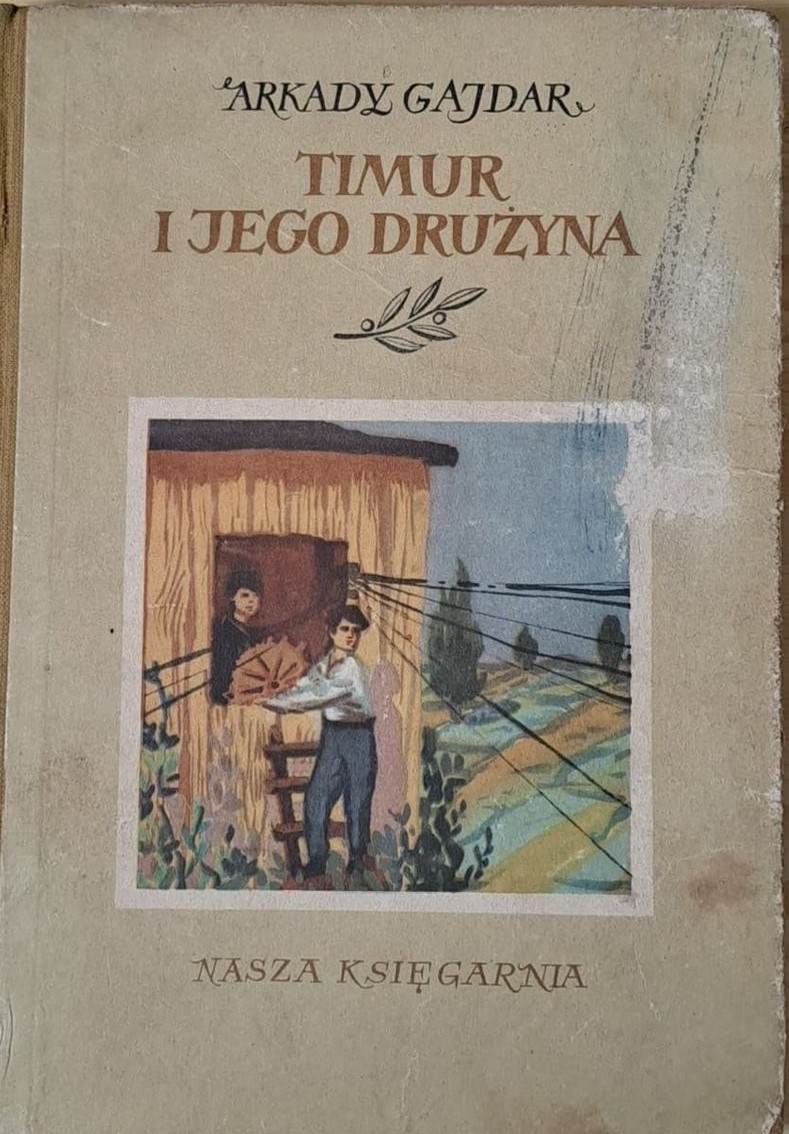 ARKADY GAJDAR
TIMUR
I JEGO DRUŻYNA
NASZA KSIĘGARNIA